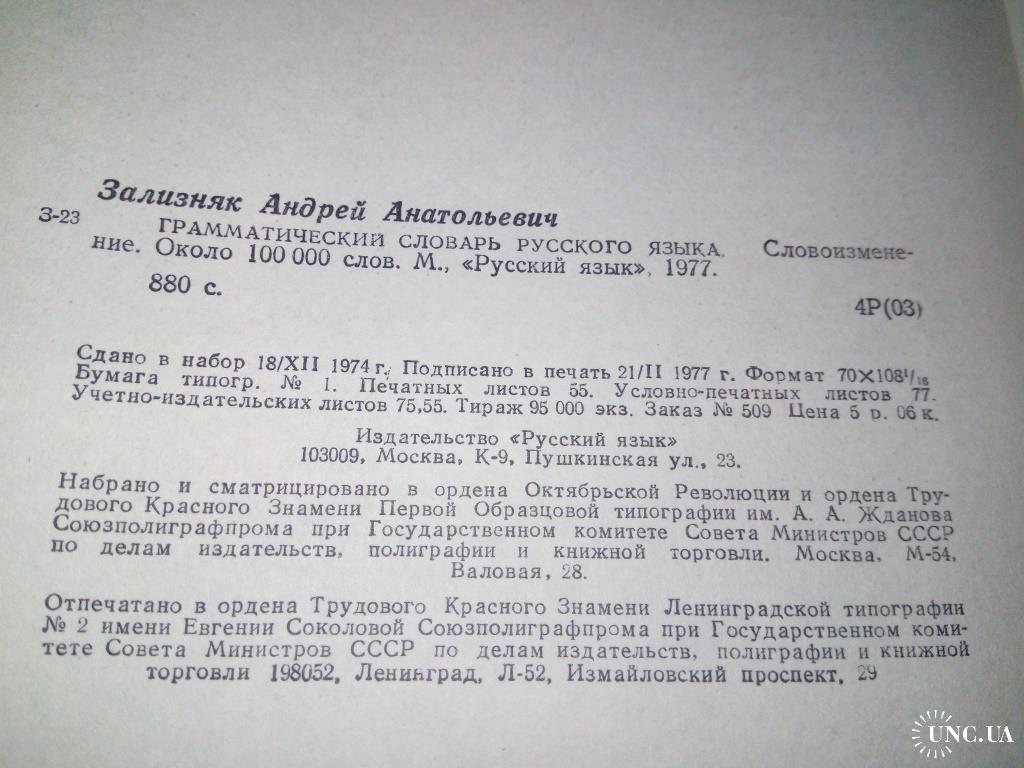 Зализняк Андрей Анатольевич
З-23
ГРАММАТИЧЕСКИЙ СЛОВАРЬ РУССКОГО ЯЗЫКА. Словоизмене-
ние. Около 100 000 слов. М., «Русский язык», 1977.
880 с.
4Р(03)
Сдано в набор 18/XII 1974 г. Подписано в печать 21/II 1977 г. Формат 70×108¹/₁₆
Бумага типогр. № 1. Печатных листов 55. Условно-печатных листов 77.
Учетно-издательских листов 75,55. Тираж 95 000 экз. Заказ № 509 Цена 5 р. 06 к.
Издательство «Русский язык»
103009, Москва, К-9, Пушкинская ул., 23.
Набрано и сматрицировано в ордена Октябрьской Революции и ордена Тру-
дового Красного Знамени Первой Образцовой типографии им. А. А. Жданова
Союзполиграфпрома при Государственном комитете Совета Министров СССР
по делам издательств, полиграфии и книжной торговли. Москва, М-54,
Валовая, 28.
Отпечатано в ордена Трудового Красного Знамени Ленинградской типографии
№ 2 имени Евгении Соколовой Союзполиграфпрома при Государственном коми-
тете Совета Министров СССР по делам издательств, полиграфии и книжной
торговли 198052, Ленинград, Л-52, Измайловский проспект, 29
UNC.UA